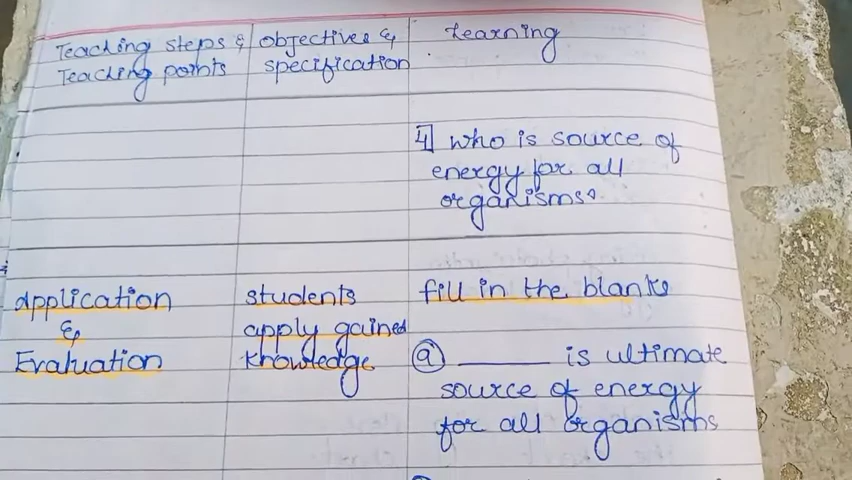 Teaching steps & objectives & Learning
Teaching points specification
4] who is source of
energy for all
organisms?
Application students fill in the blanks
& apply gained
Evaluation knowledge (a) ______ is ultimate
source of energy
for all organisms